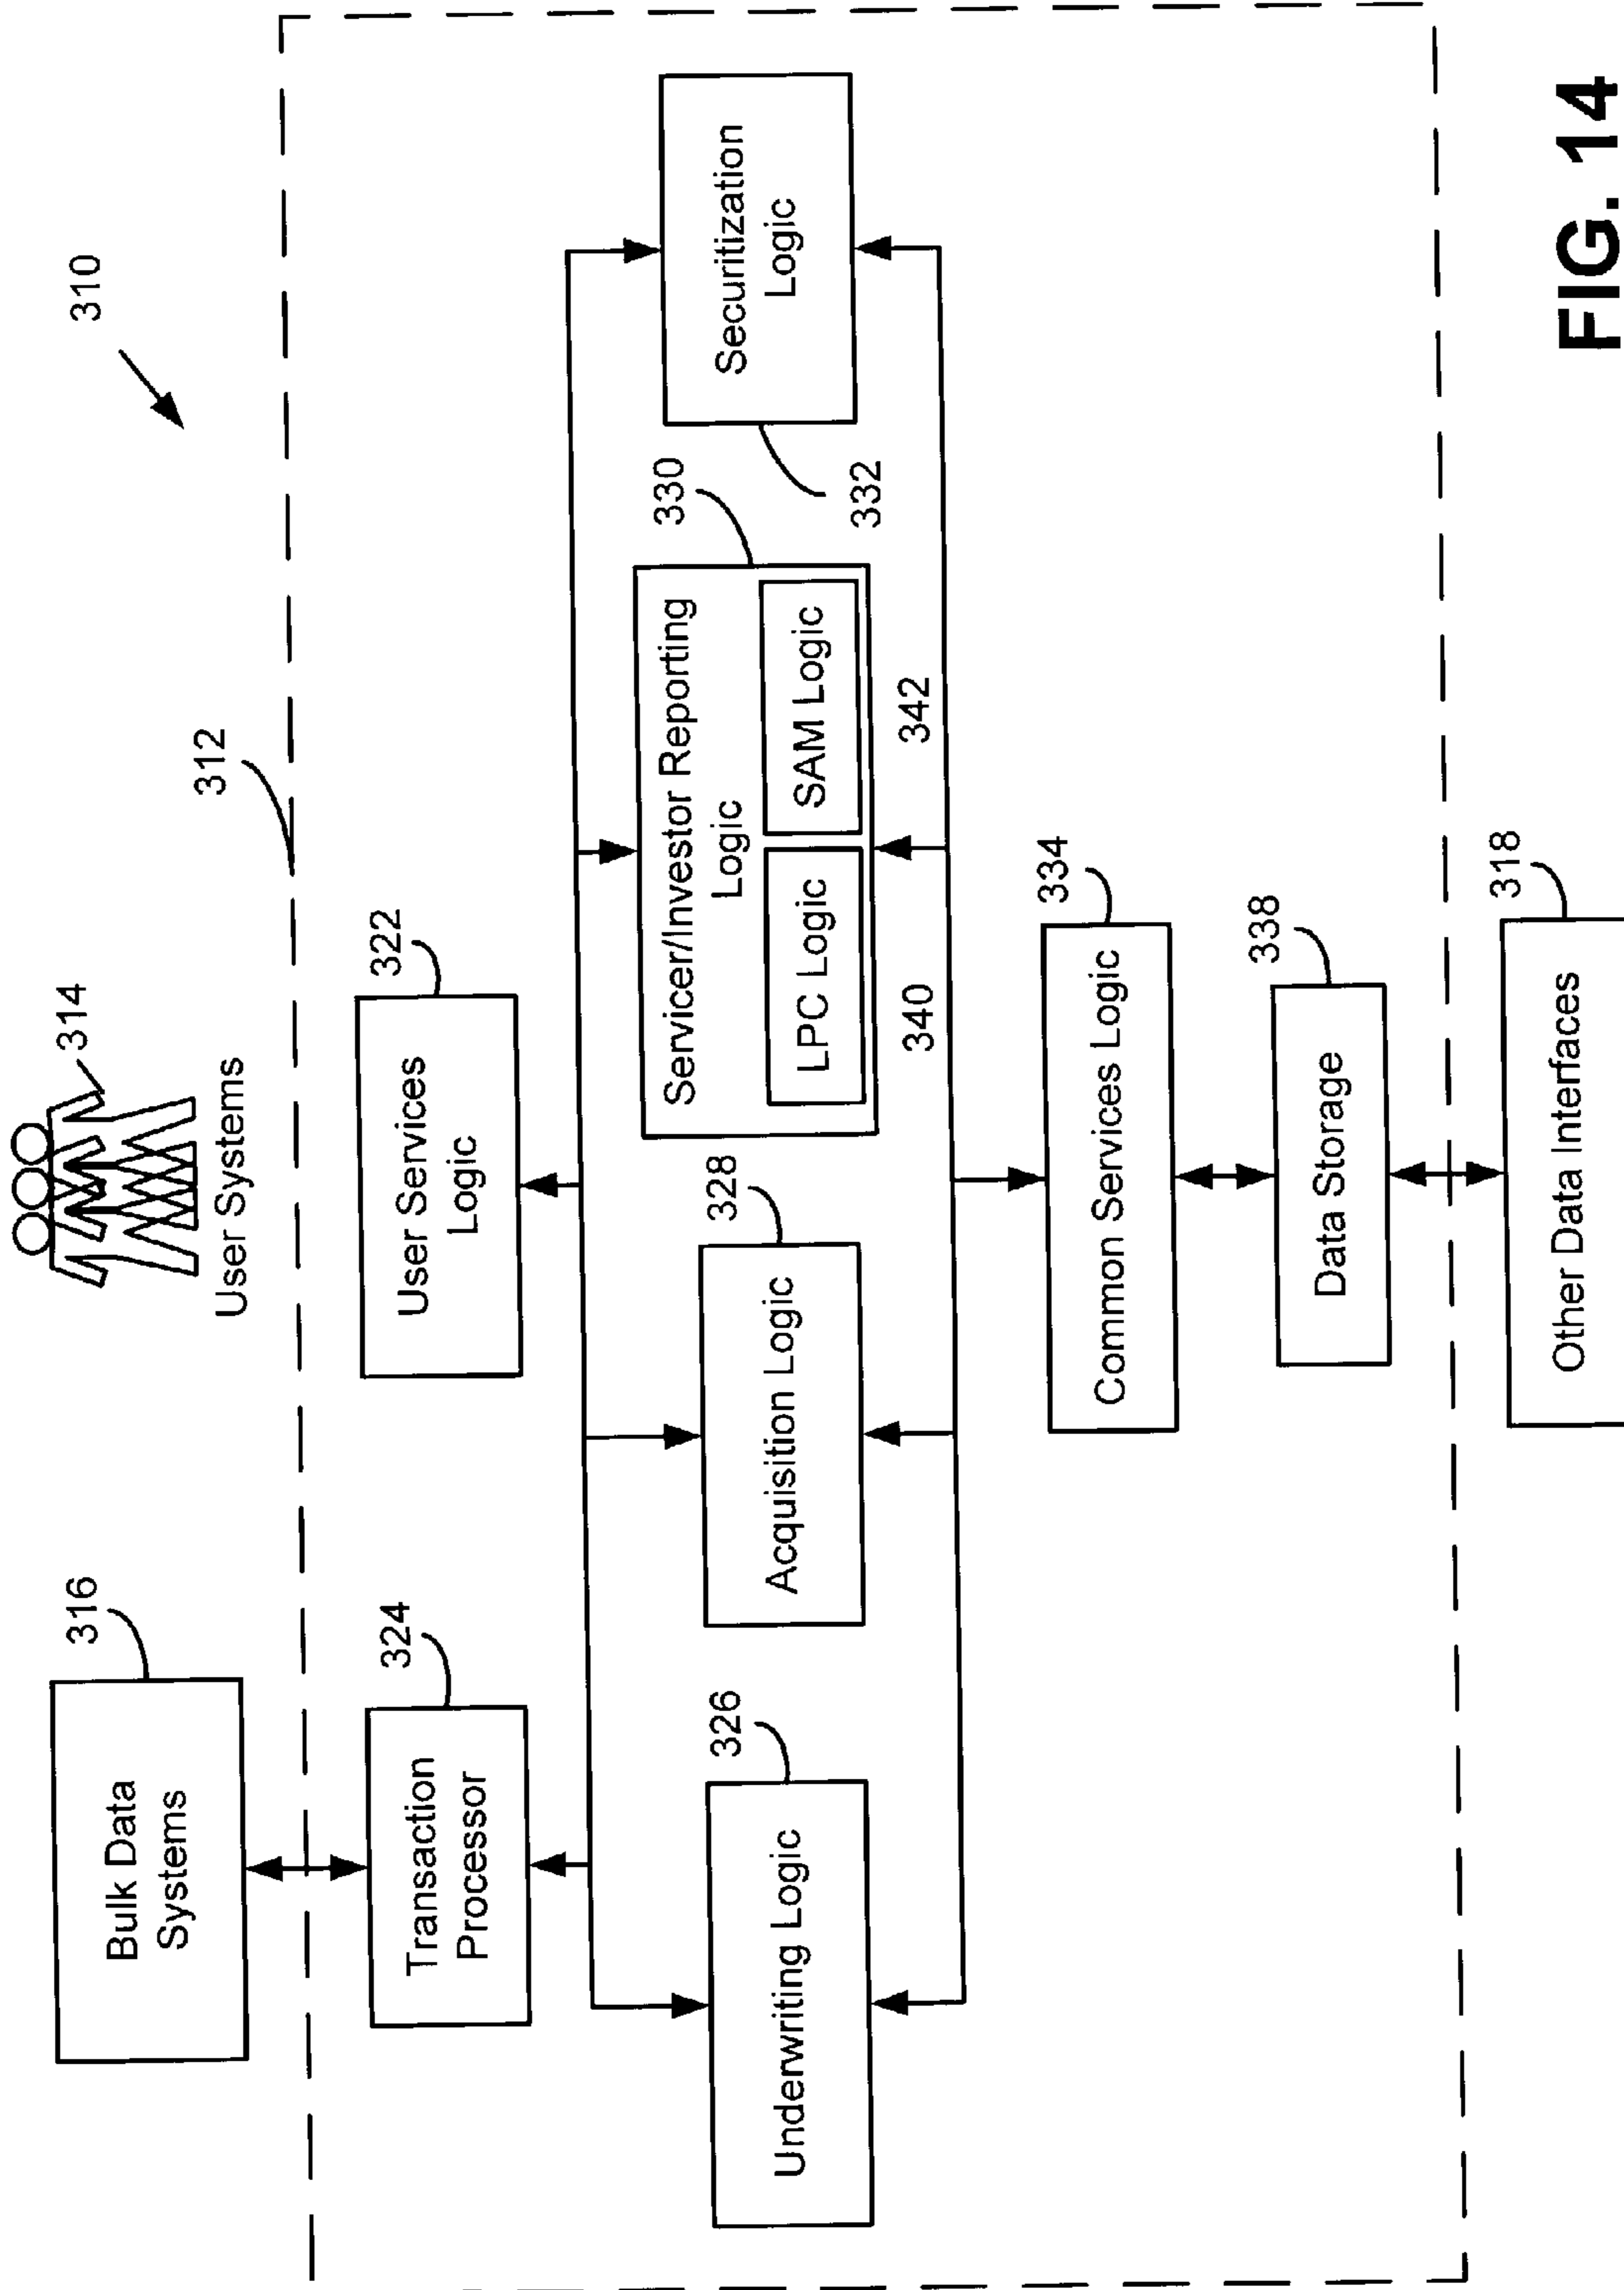 310
314
User Systems
316
Bulk Data
Systems
312
324
Transaction
Processor
322
User Services
Logic
326
Underwriting Logic
328
Acquisition Logic
330
Servicer/Investor Reporting
Logic
LPC Logic
SAM Logic
340
342
332
Securitization
Logic
334
Common Services Logic
338
Data Storage
318
Other Data Interfaces
FIG. 14